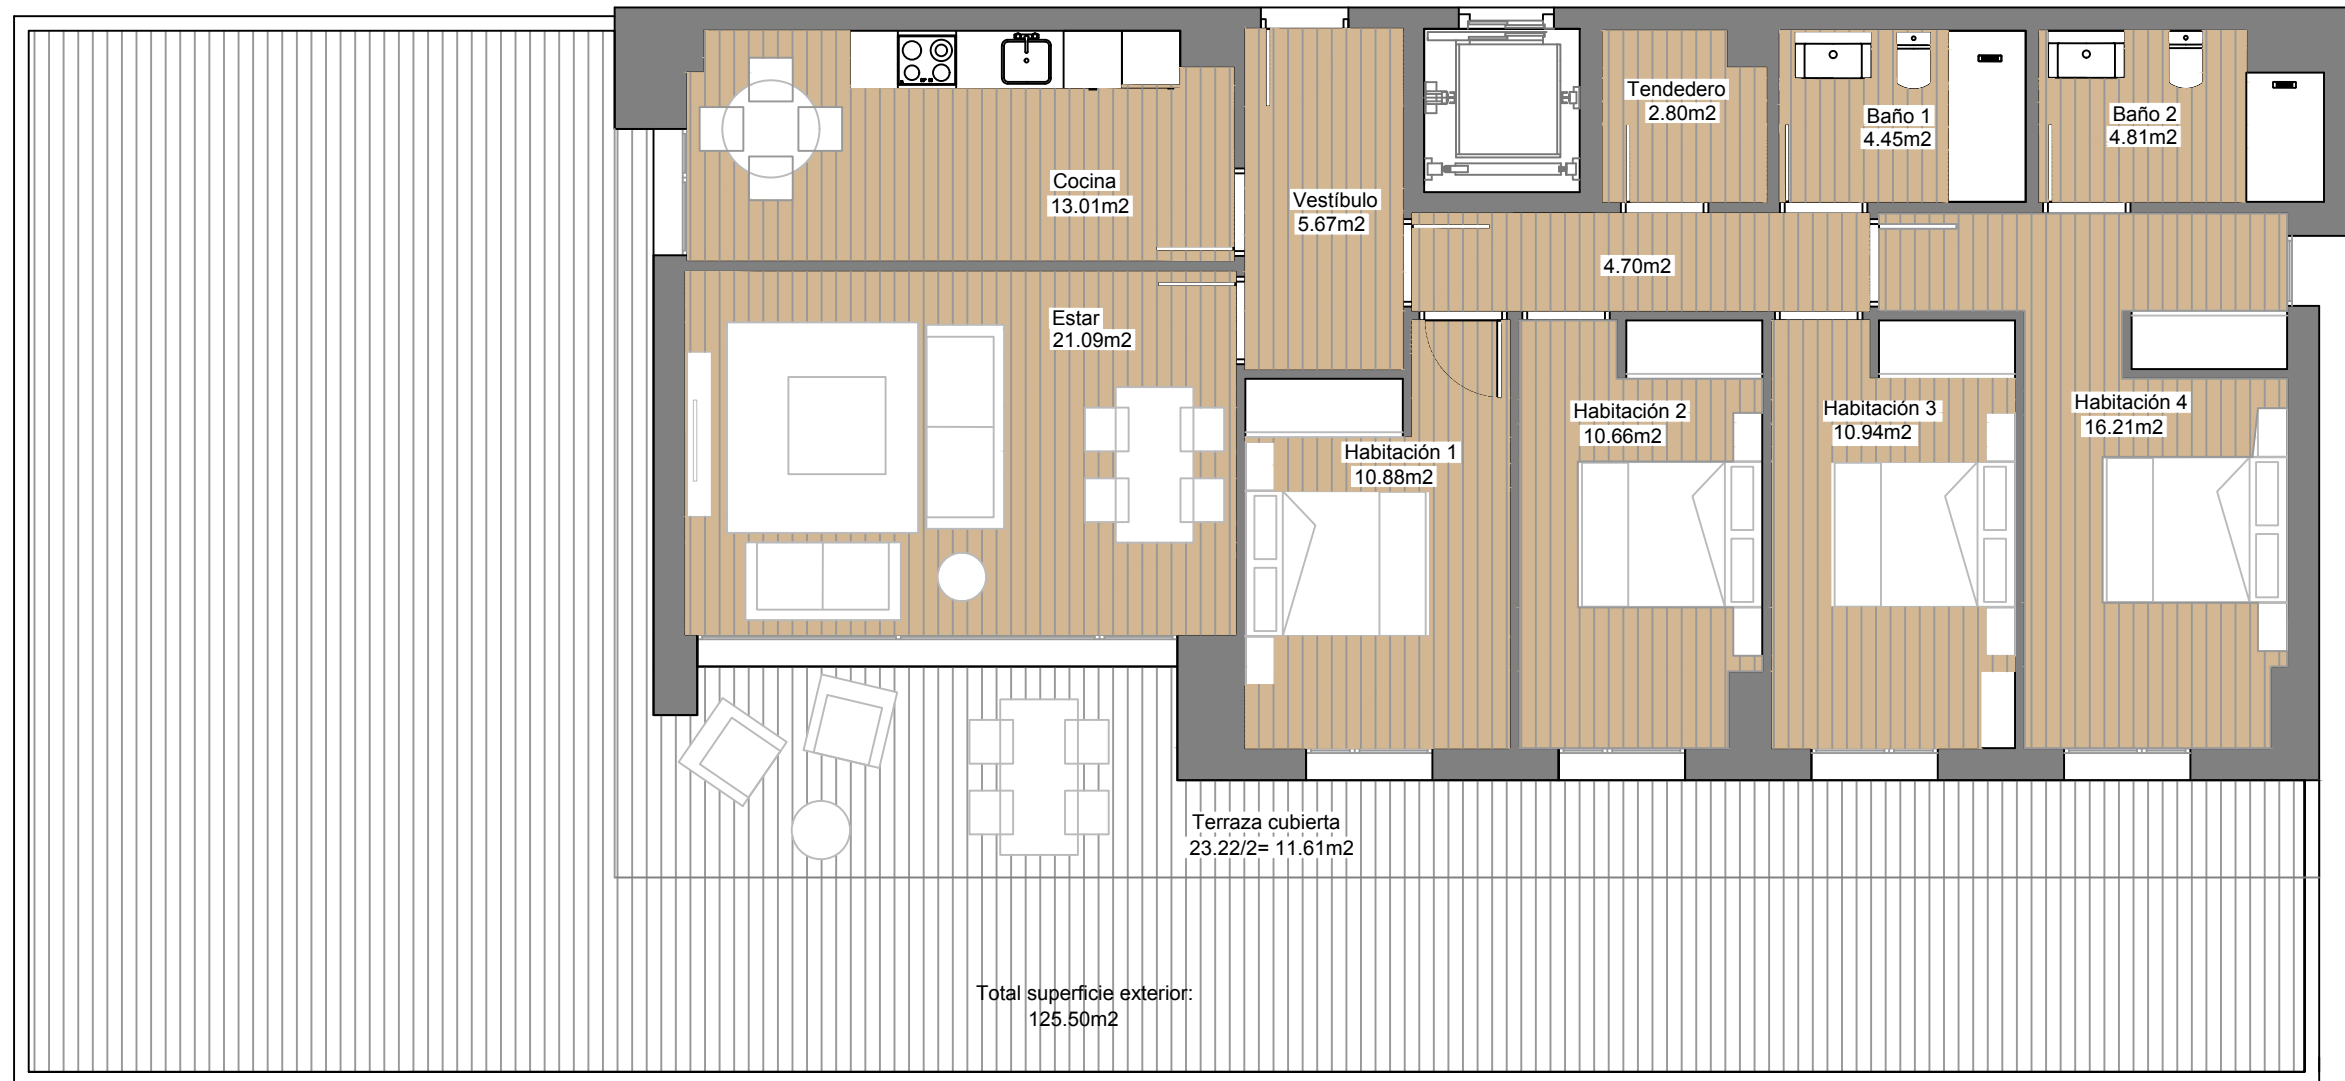 Tendedero
2.80m2
Baño 1
4.45m2
Baño 2
4.81m2
Cocina
13.01m2
Vestíbulo
5.67m2
4.70m2
Estar
21.09m2
Habitación 1
10.88m2
Habitación 2
10.66m2
Habitación 3
10.94m2
Habitación 4
16.21m2
Terraza cubierta
23.22/2= 11.61m2
Total superficie exterior:
125.50m2